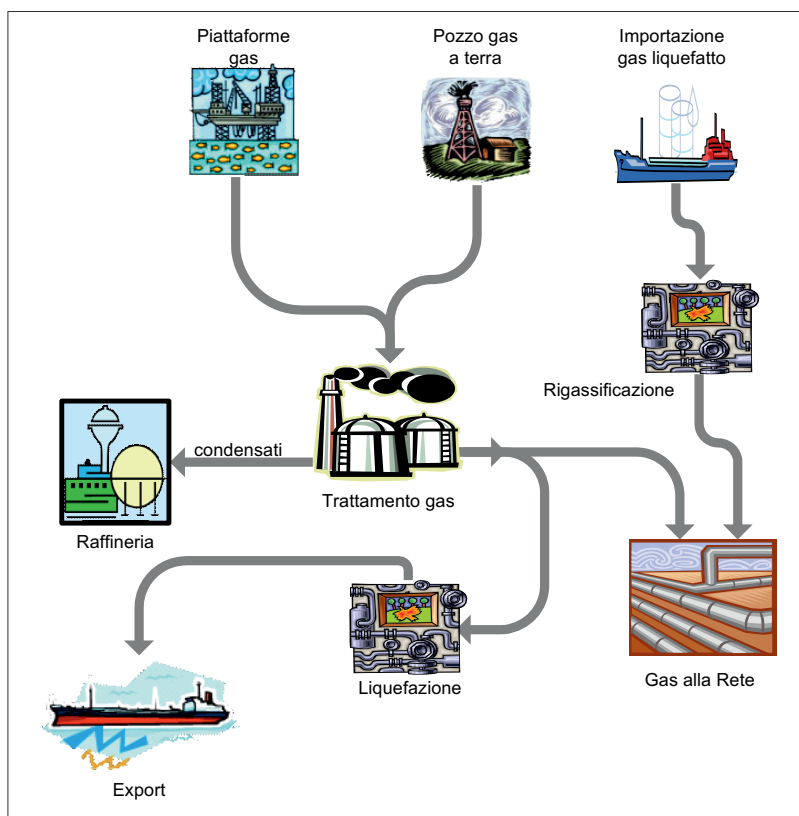 Piattaforme
gas
Pozzo gas
a terra
Importazione
gas liquefatto
Rigassificazione
condensati
Trattamento gas
Raffineria
Liquefazione
Gas alla Rete
Export